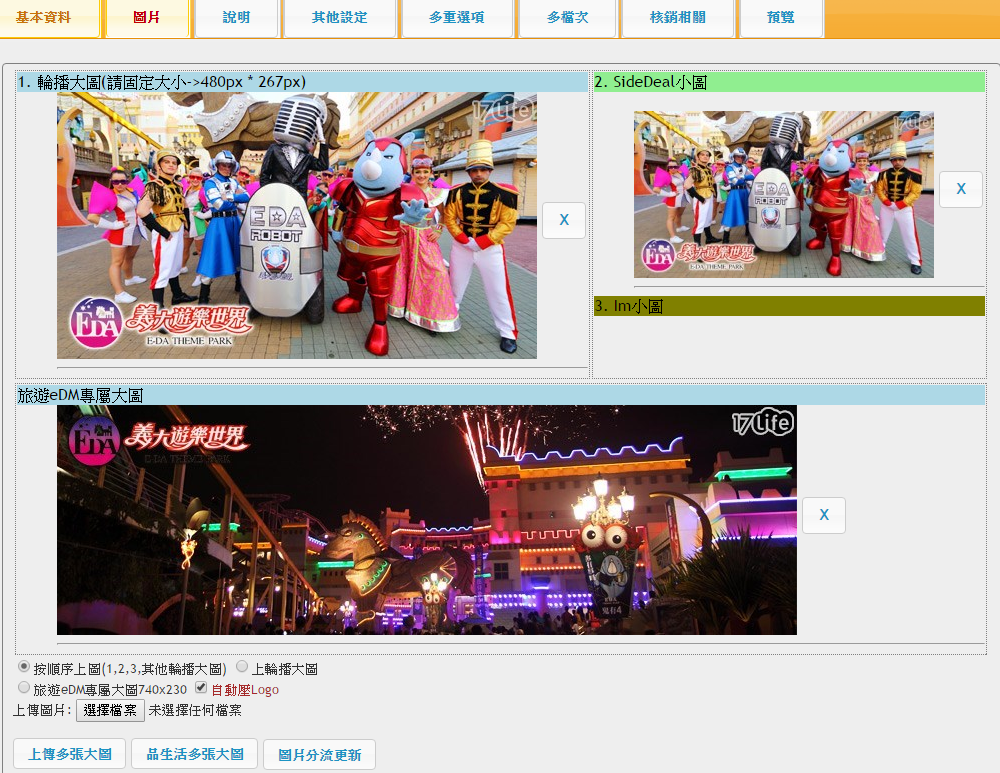 基本資料 圖片 說明 其他設定 多重選項 多檔次 核銷相關 預覽
1. 輪播大圖(請固定大小->480px * 267px)
17Life
EDA
ROBOT
EDA
義大遊樂世界
E-DA THEME PARK
X
2. SideDeal小圖
17Life
EDA
ROBOT
EDA
義大遊樂世界
E-DA THEME PARK
X
3. Im小圖
旅遊eDM專屬大圖
EDA
義大遊樂世界
E-DA THEME PARK
17Life
X
按順序上圖(1,2,3,其他輪播大圖) 上輪播大圖
旅遊eDM專屬大圖740x230 自動壓Logo
上傳圖片: 選擇檔案 未選擇任何檔案
上傳多張大圖 品生活多張大圖 圖片分流更新